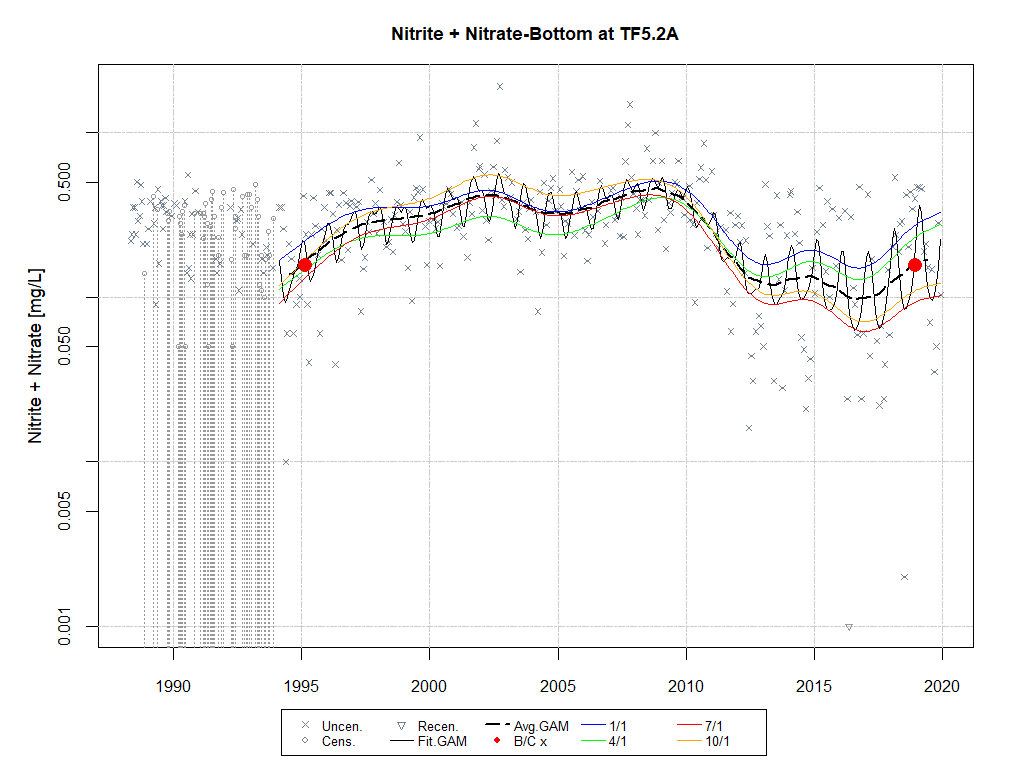 Nitrite + Nitrate-Bottom at TF5.2A
Nitrite + Nitrate [mg/L]
0.500
0.050
0.005
0.001
1990 1995 2000 2005 2010 2015 2020
Uncen. Recen. Avg.GAM 1/1 7/1
Cens. Fit.GAM B/C x 4/1 10/1